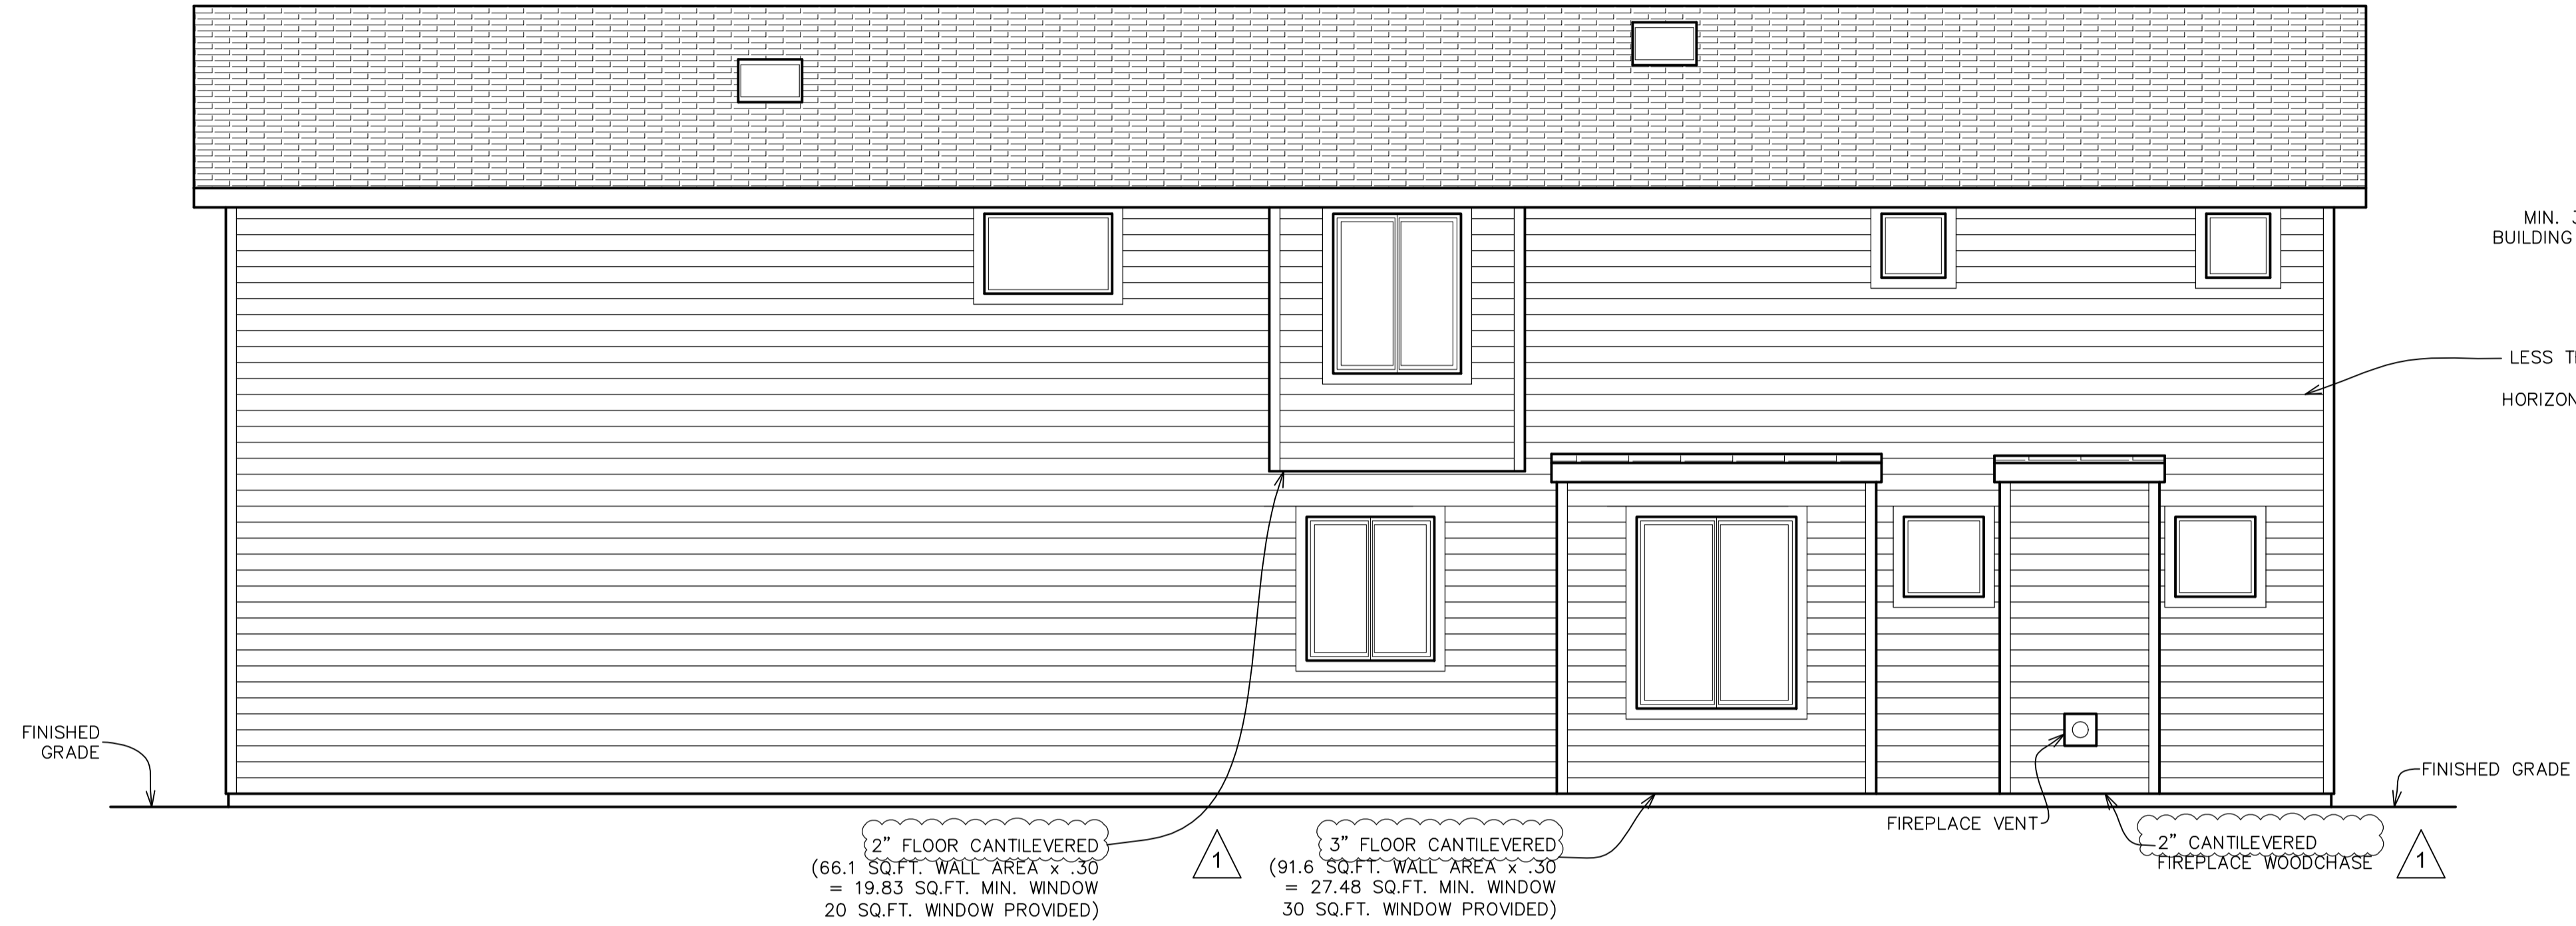 MIN. 3
BUILDING
LESS T
HORIZON
FINISHED
GRADE
FINISHED GRADE
2” FLOOR CANTILEVERED
(66.1 SQ.FT. WALL AREA x .30
= 19.83 SQ.FT. MIN. WINDOW
20 SQ.FT. WINDOW PROVIDED)
1
3” FLOOR CANTILEVERED
(91.6 SQ.FT. WALL AREA x .30
= 27.48 SQ.FT. MIN. WINDOW
30 SQ.FT. WINDOW PROVIDED)
FIREPLACE VENT
2” CANTILEVERED
FIREPLACE WOODCHASE
1